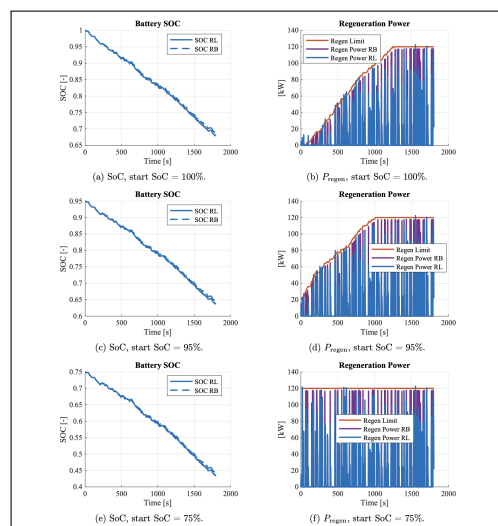 Battery SOC
SOC RL
SOC RB
SOC [-]
1
0.95
0.9
0.85
0.8
0.75
0.7
0.65
0 500 1000 1500 2000
Time [s]
(a) SoC, start SoC = 100%.
Regeneration Power
Regen Limit
Regen Power RB
Regen Power RL
[kW]
120
100
80
60
40
20
0
0 500 1000 1500 2000
Time [s]
(b) Pregen, start SoC = 100%.
Battery SOC
SOC RL
SOC RB
SOC [-]
0.95
0.9
0.85
0.8
0.75
0.7
0.65
0.6
0 500 1000 1500 2000
Time [s]
(c) SoC, start SoC = 95%.
Regeneration Power
Regen Limit
Regen Power RB
Regen Power RL
[kW]
120
100
80
60
40
20
0
0 500 1000 1500 2000
Time [s]
(d) Pregen, start SoC = 95%.
Battery SOC
SOC RL
SOC RB
SOC [-]
0.75
0.7
0.65
0.6
0.55
0.5
0.45
0.4
0 500 1000 1500 2000
Time [s]
(e) SoC, start SoC = 75%.
Regeneration Power
Regen Limit
Regen Power RB
Regen Power RL
[kW]
120
100
80
60
40
20
0
0 500 1000 1500 2000
Time [s]
(f) Pregen, start SoC = 75%.